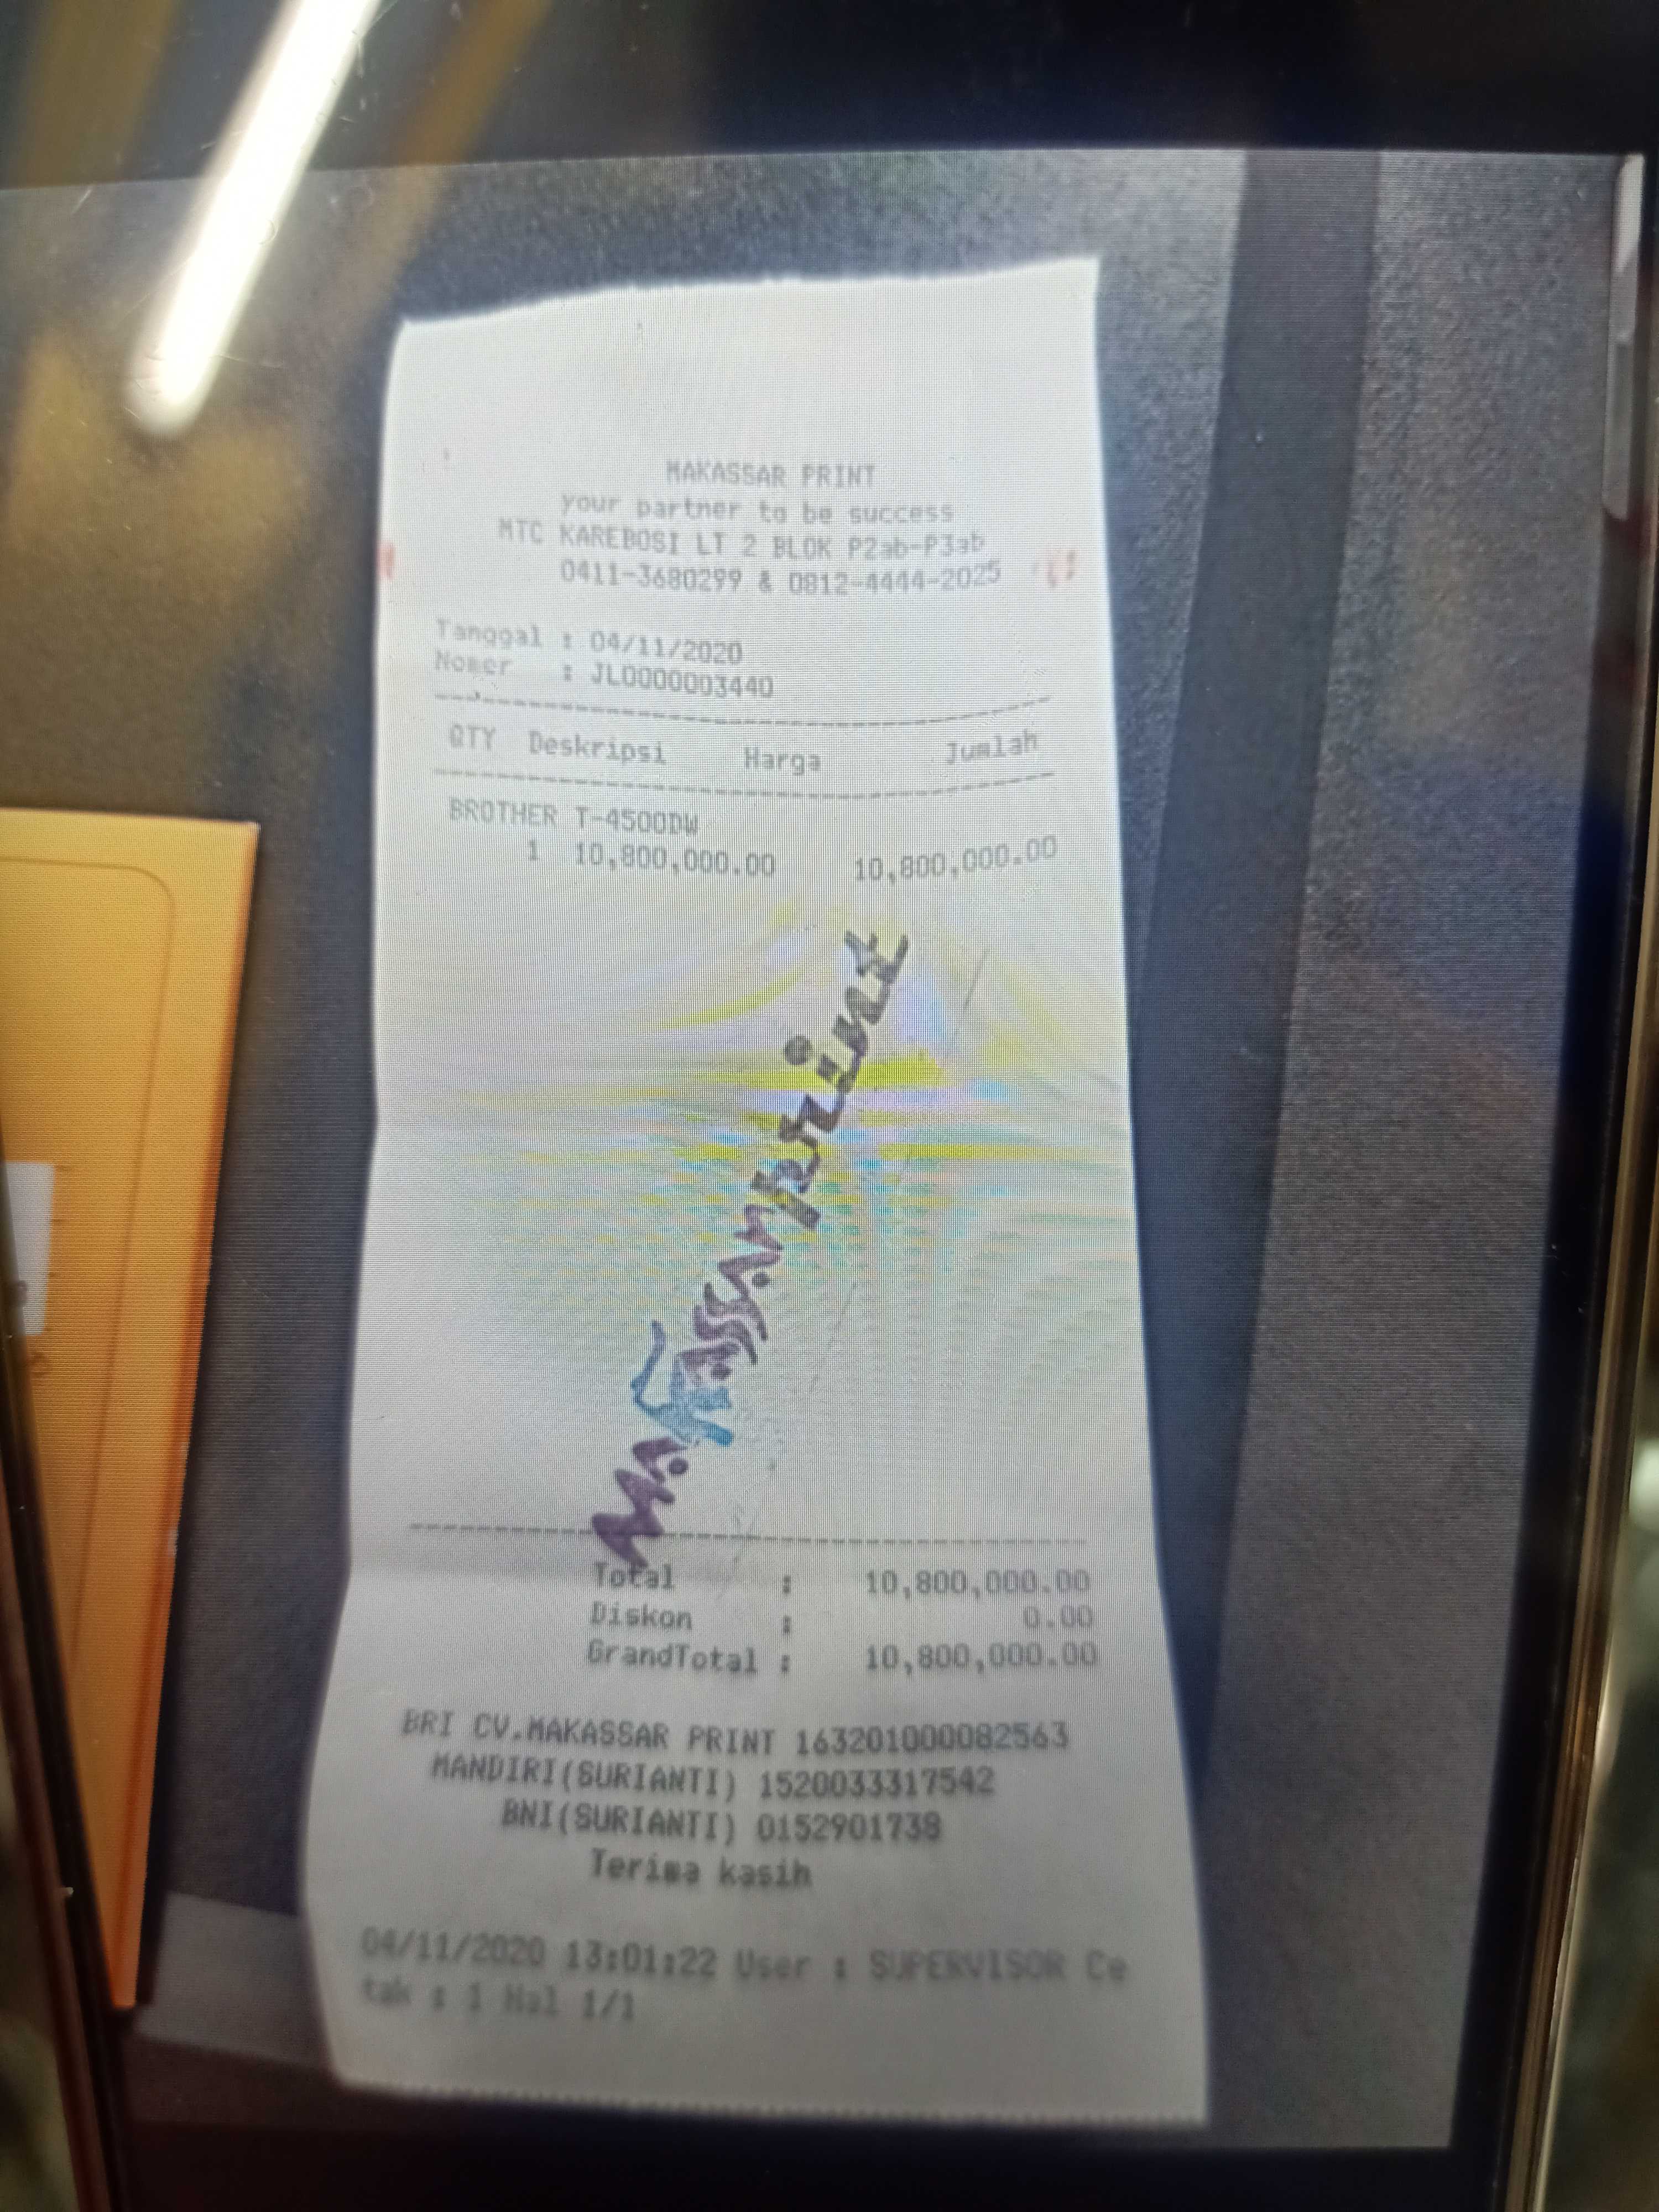 MAKASSAR PRINT
your partner to be success
MTC KAREBOSI LT 2 BLOK P2ab-P3ab
0411-3680299 & 0812-4444-2025
Tanggal : 04/11/2020
Nomer : JL0000003440
QTY Deskripsi Harga Jumlah
BROTHER T-4500DW
1 10,800,000.00 10,800,000.00
Makassar print
Total : 10,800,000.00
Diskon : 0.00
GrandTotal : 10,800,000.00
BRI CV.MAKASSAR PRINT 163201000082563
MANDIRI(SURIANTI) 1520033317542
BNI(SURIANTI) 0152901738
Terima kasih
04/11/2020 13:01:22 User : SUPERVISOR Ce
tak : 1 Hal 1/1